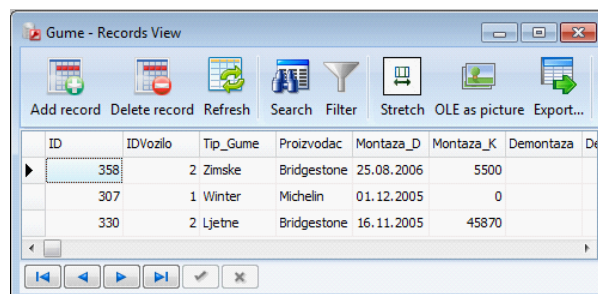 Gume - Records View
Add record Delete record Refresh Search Filter Stretch OLE as picture Export...
ID IDVozilo Tip_Gume Proizvodac Montaza_D Montaza_K Demontaza De
358 2 Zimske Bridgestone 25.08.2006 5500
307 1 Winter Michelin 01.12.2005 0
330 2 Ljetne Bridgestone 16.11.2005 45870